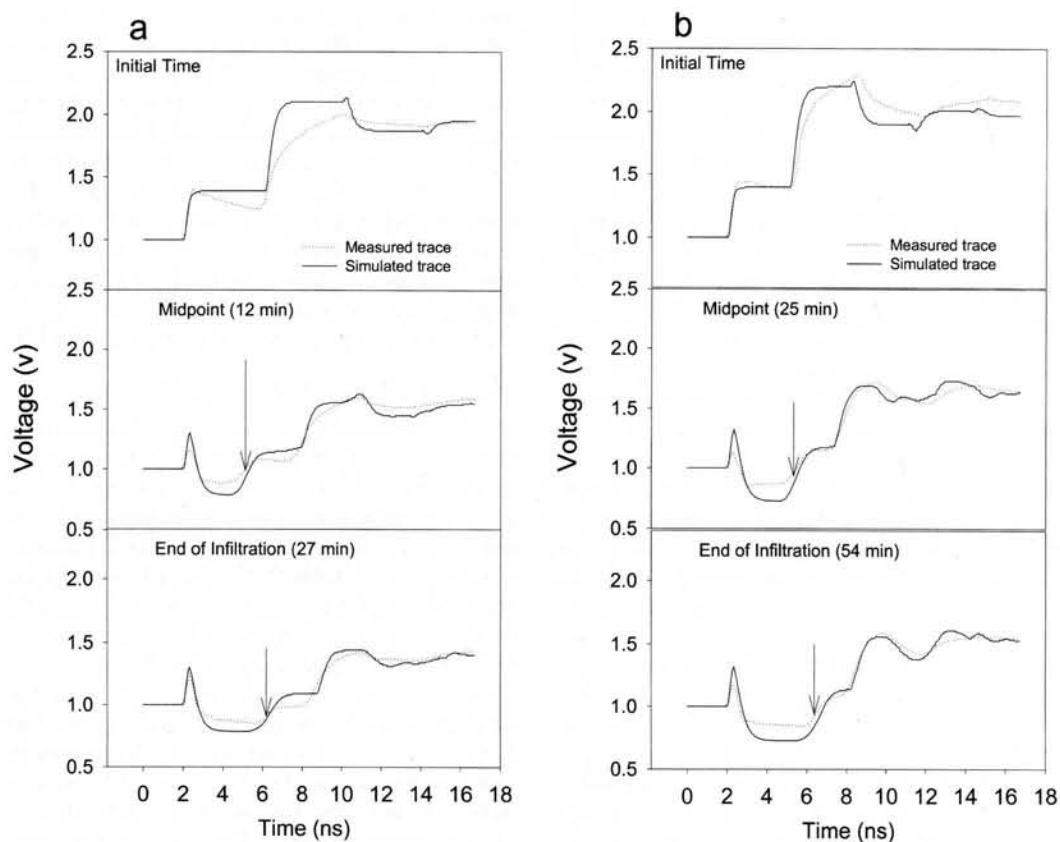 a
2.5
Initial Time
2.0
1.5
1.0
Measured trace
Simulated trace
2.5
Midpoint (12 min)
2.0
1.5
1.0
0.5
End of Infiltration (27 min)
2.0
1.5
1.0
0.5
Voltage (v)
0 2 4 6 8 10 12 14 16 18
Time (ns)
b
2.5
Initial Time
2.0
1.5
1.0
Measured trace
Simulated trace
2.5
Midpoint (25 min)
2.0
1.5
1.0
0.5
End of Infiltration (54 min)
2.0
1.5
1.0
0.5
Voltage (v)
0 2 4 6 8 10 12 14 16 18
Time (ns)